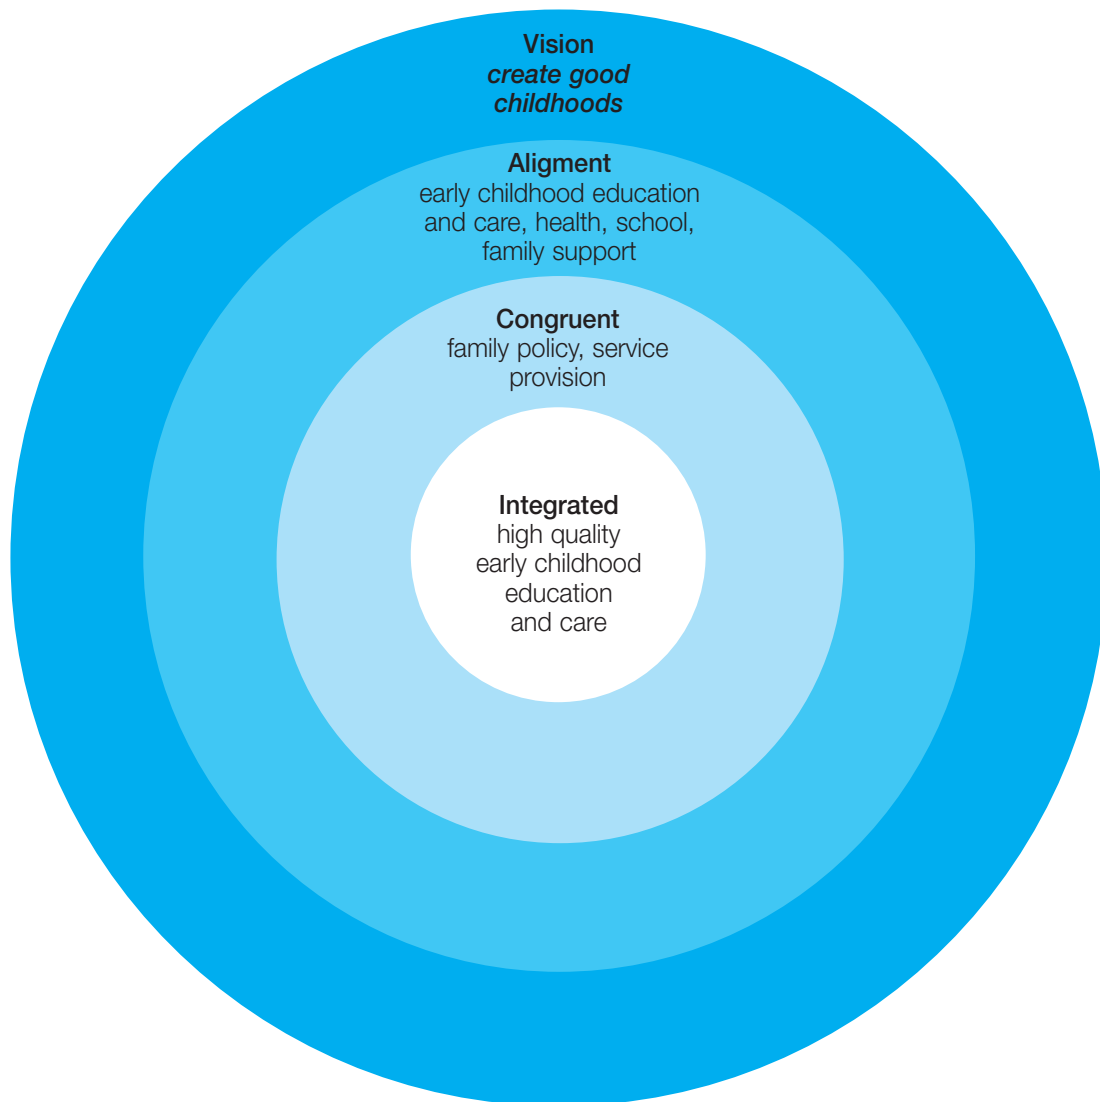 Vision
create good
childhoods
Aligment
early childhood education
and care, health, school,
family support
Congruent
family policy, service
provision
Integrated
high quality
early childhood
education
and care